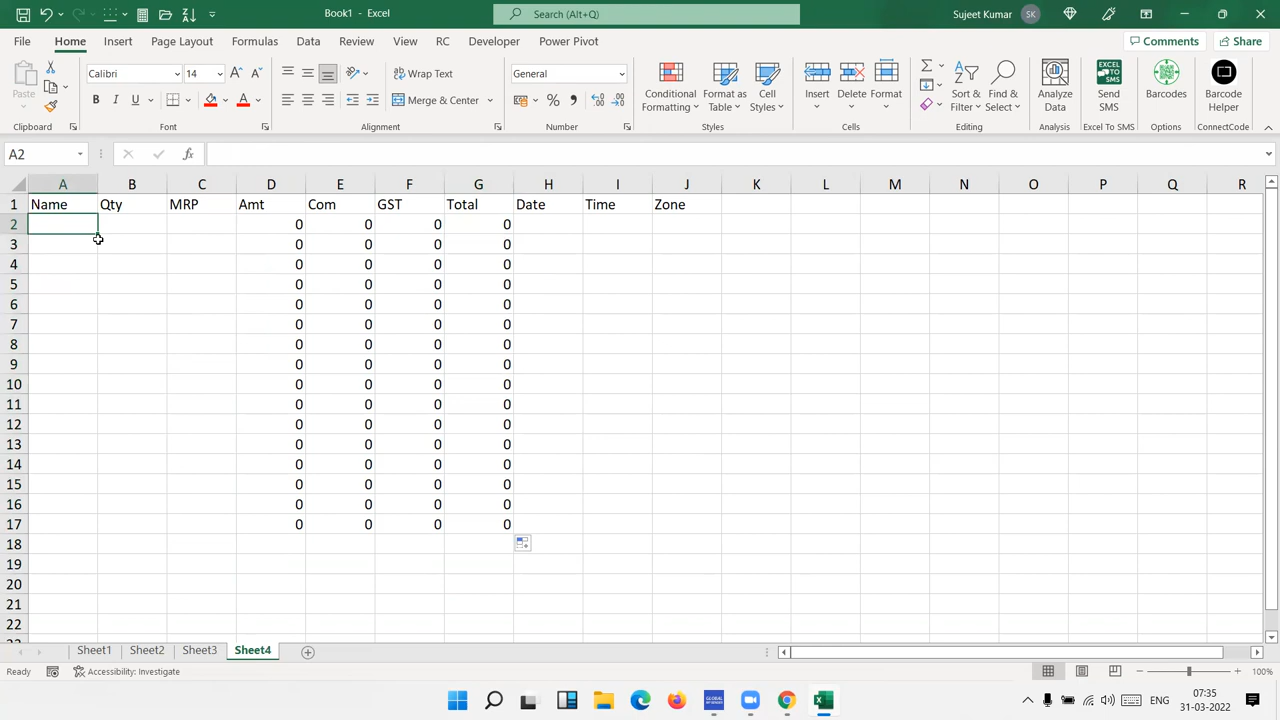 Book1 - Excel
Search (Alt+Q)
Sujeet Kumar
SK
File Home Insert Page Layout Formulas Data Review View RC Developer Power Pivot
Comments Share
Paste
Calibri 14
Wrap Text
General
Merge & Center
Conditional Formatting
Format as Table
Cell Styles
Insert Delete Format
Sort & Filter
Find & Select
Analyze Data
Send SMS
Barcodes
Barcode Helper
Clipboard Font Alignment Number Styles Cells Editing Analysis Excel To SMS Options ConnectCode
A2 fx
A B C D E F G H I J K L M N O P Q R
1 Name Qty MRP Amt Com GST Total Date Time Zone
2 0 0 0 0
3 0 0 0 0
4 0 0 0 0
5 0 0 0 0
6 0 0 0 0
7 0 0 0 0
8 0 0 0 0
9 0 0 0 0
10 0 0 0 0
11 0 0 0 0
12 0 0 0 0
13 0 0 0 0
14 0 0 0 0
15 0 0 0 0
16 0 0 0 0
17 0 0 0 0
18
19
20
21
22
Sheet1 Sheet2 Sheet3 Sheet4
Ready Accessibility: Investigate 100%
ENG
07:35
31-03-2022